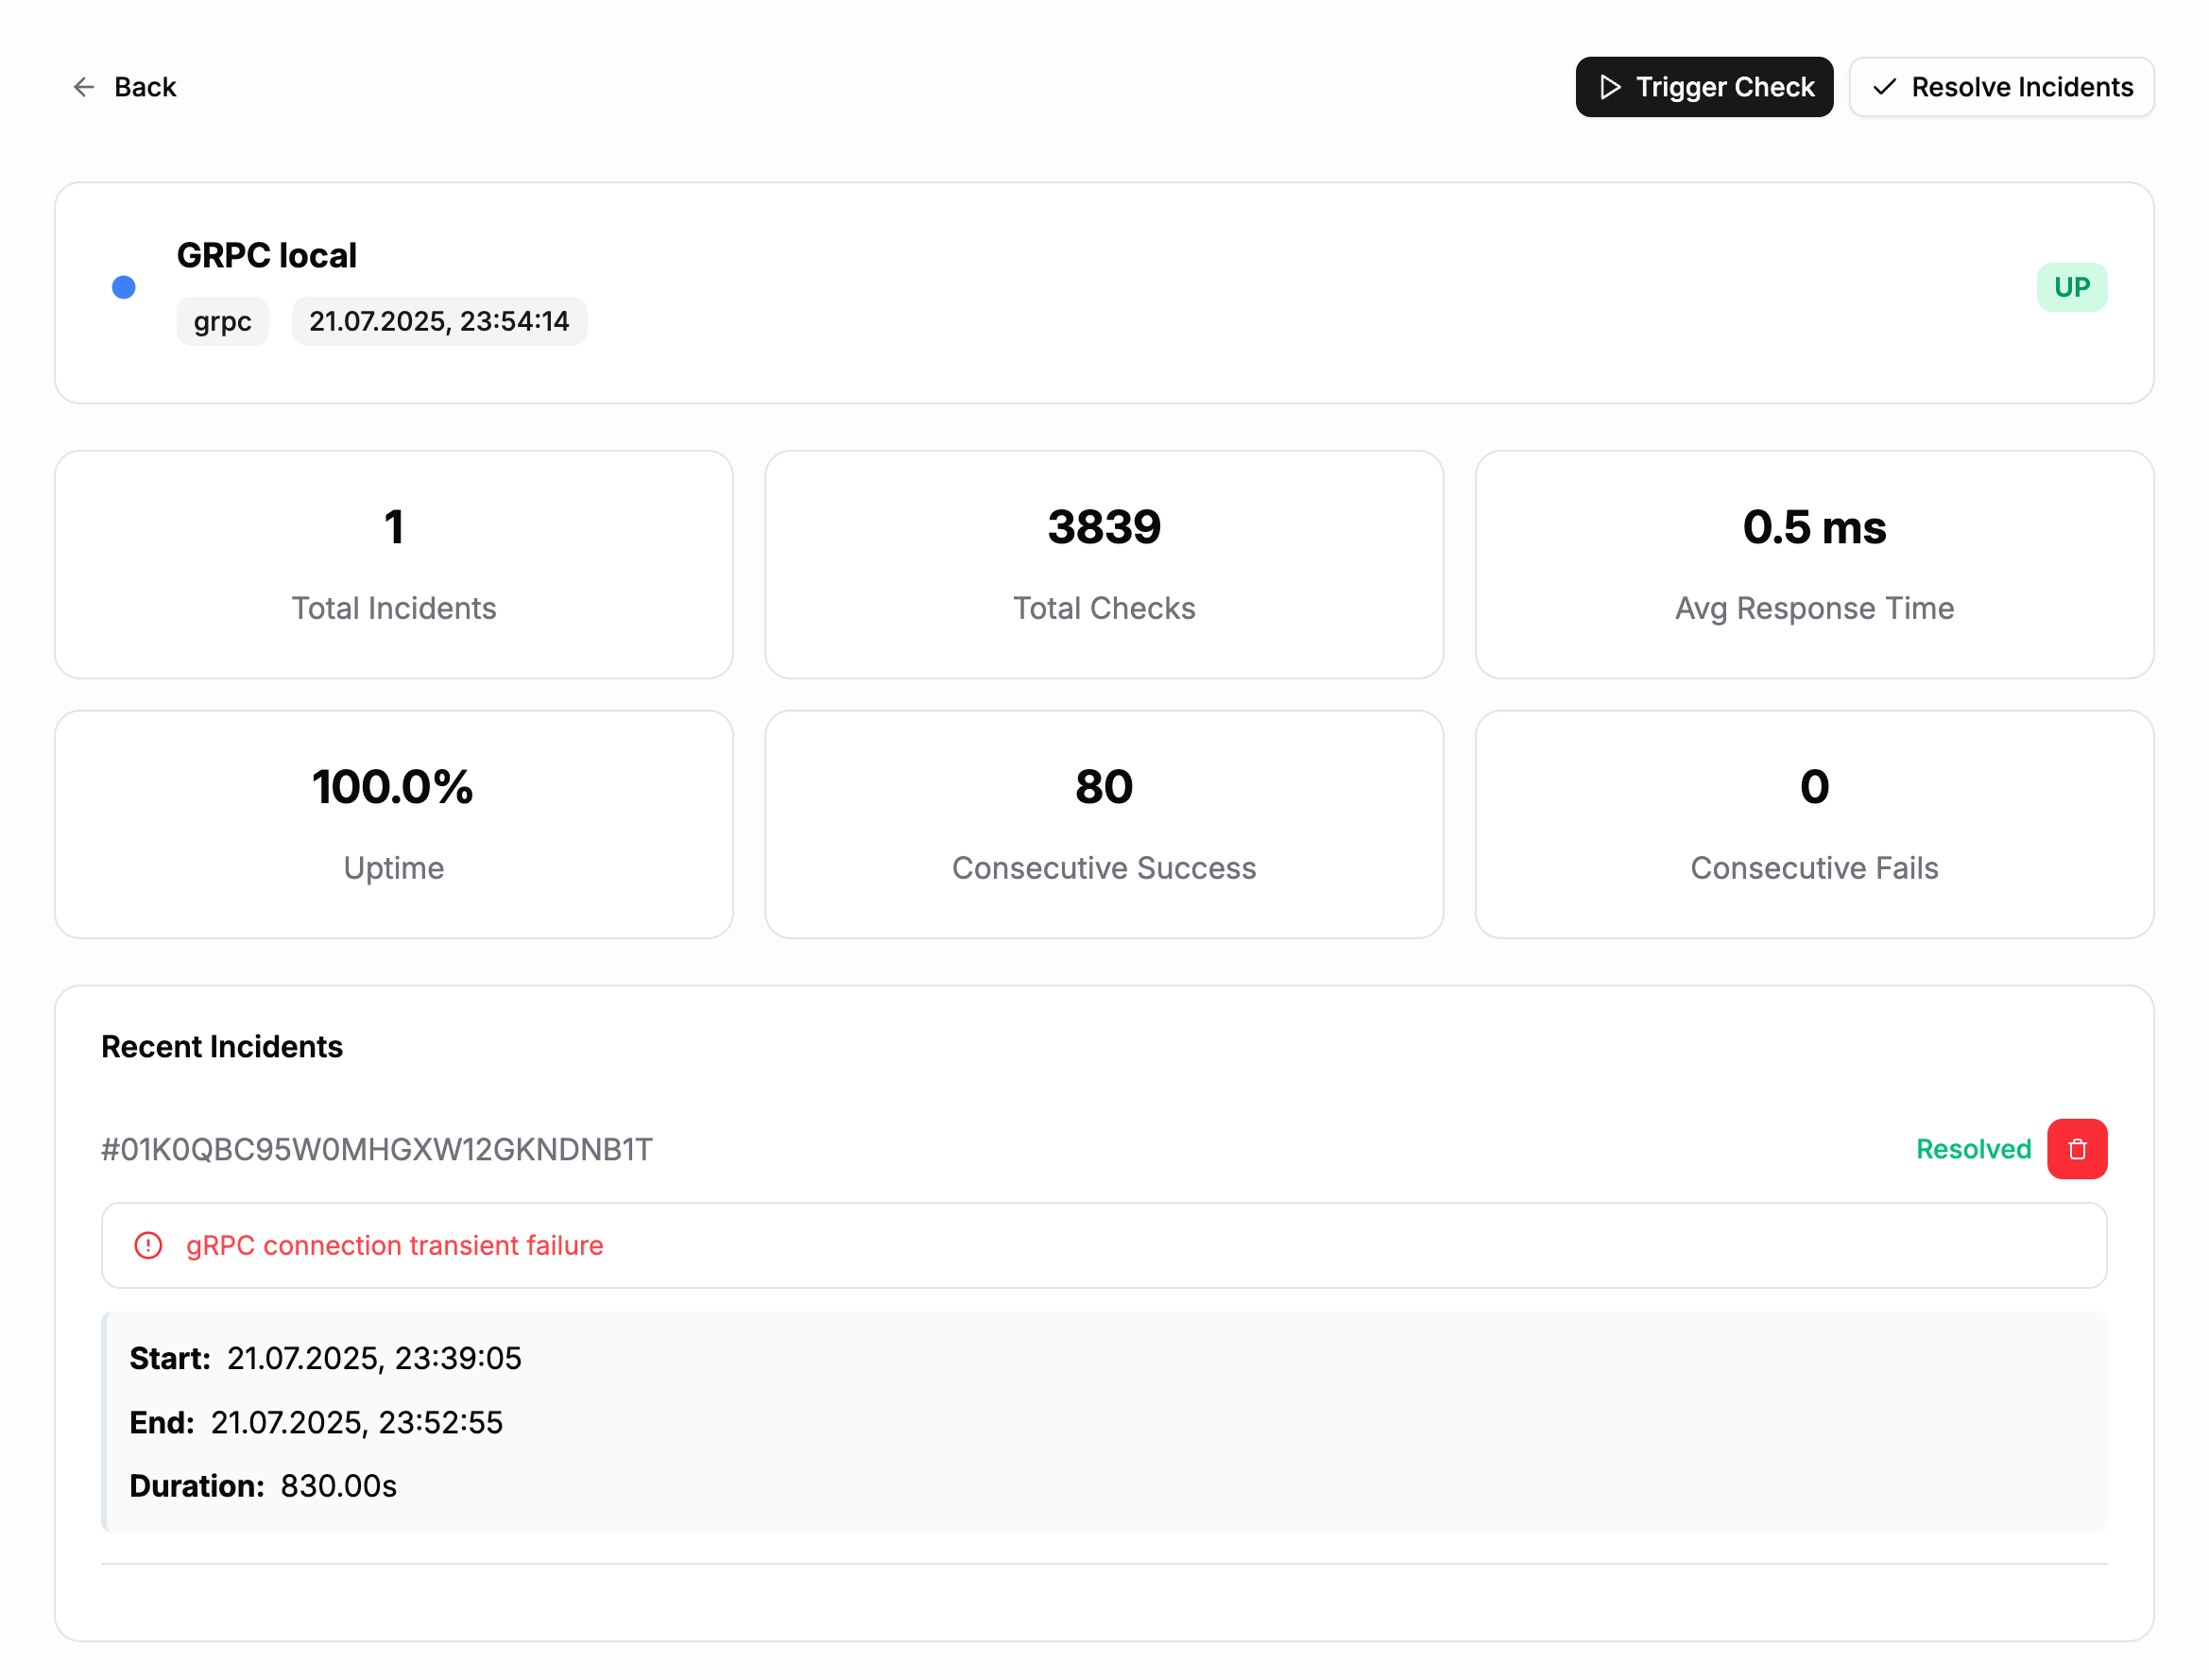 Back
Trigger Check
Resolve Incidents
GRPC local
grpc
21.07.2025, 23:54:14
UP
1
Total Incidents
3839
Total Checks
0.5 ms
Avg Response Time
100.0%
Uptime
80
Consecutive Success
0
Consecutive Fails
Recent Incidents
#01K0QBC95W0MHGXW12GKNDNB1T
Resolved
gRPC connection transient failure
Start: 21.07.2025, 23:39:05
End: 21.07.2025, 23:52:55
Duration: 830.00s